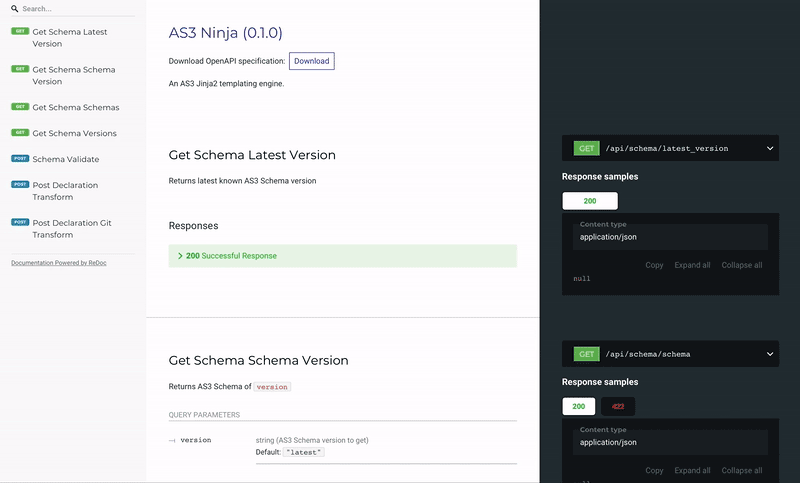 Search...
GET Get Schema Latest
Version
GET Get Schema Schema
Version
GET Get Schema Schemas
GET Get Schema Versions
POST Schema Validate
POST Post Declaration
Transform
POST Post Declaration Git
Transform
Documentation Powered by ReDoc
AS3 Ninja (0.1.0)
Download OpenAPI specification: Download
An AS3 Jinja2 templating engine.
Get Schema Latest Version
Returns latest known AS3 Schema version
Responses
200 Successful Response
GET /api/schema/latest_version
Response samples
200
Content type
application/json
Copy Expand all Collapse all
null
Get Schema Schema Version
Returns AS3 Schema of version
QUERY PARAMETERS
version string (AS3 Schema version to get)
Default: "latest"
GET /api/schema/schema
Response samples
200 422
Content type
application/json
Copy Expand all Collapse all